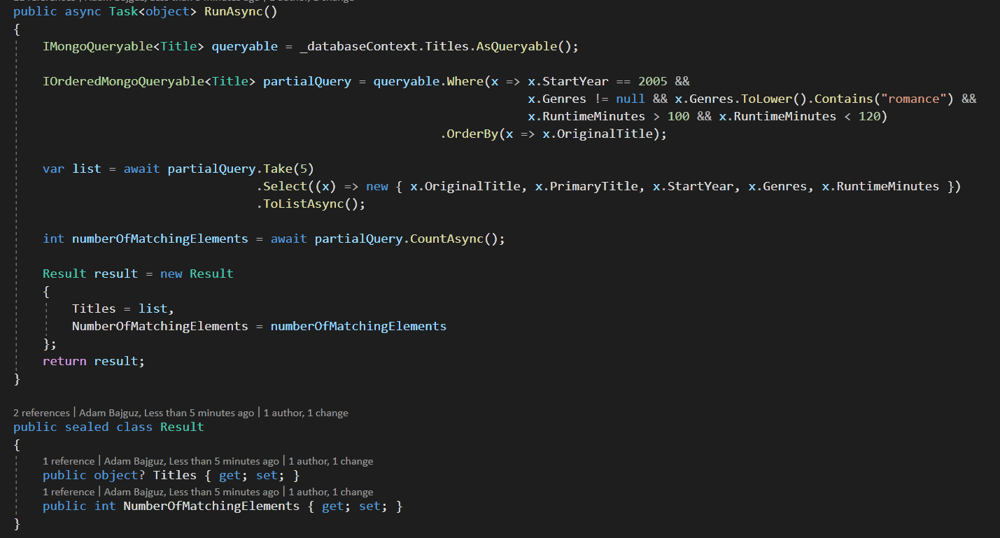 public async Task<object> RunAsync()
{
    IMongoQueryable<Title> queryable = _databaseContext.Titles.AsQueryable();
    IOrderedMongoQueryable<Title> partialQuery = queryable.Where(x => x.StartYear == 2005 &&
                                                                      x.Genres != null && x.Genres.ToLower().Contains("romance") &&
                                                                      x.RuntimeMinutes > 100 && x.RuntimeMinutes < 120)
                                                          .OrderBy(x => x.OriginalTitle);
    var list = await partialQuery.Take(5)
                                 .Select((x) => new { x.OriginalTitle, x.PrimaryTitle, x.StartYear, x.Genres, x.RuntimeMinutes })
                                 .ToListAsync();
    int numberOfMatchingElements = await partialQuery.CountAsync();
    Result result = new Result
    {
        Titles = list,
        NumberOfMatchingElements = numberOfMatchingElements
    };
    return result;
}
2 references | Adam Bajguz, Less than 5 minutes ago | 1 author, 1 change
public sealed class Result
{
    1 reference | Adam Bajguz, Less than 5 minutes ago | 1 author, 1 change
    public object? Titles { get; set; }
    1 reference | Adam Bajguz, Less than 5 minutes ago | 1 author, 1 change
    public int NumberOfMatchingElements { get; set; }
}